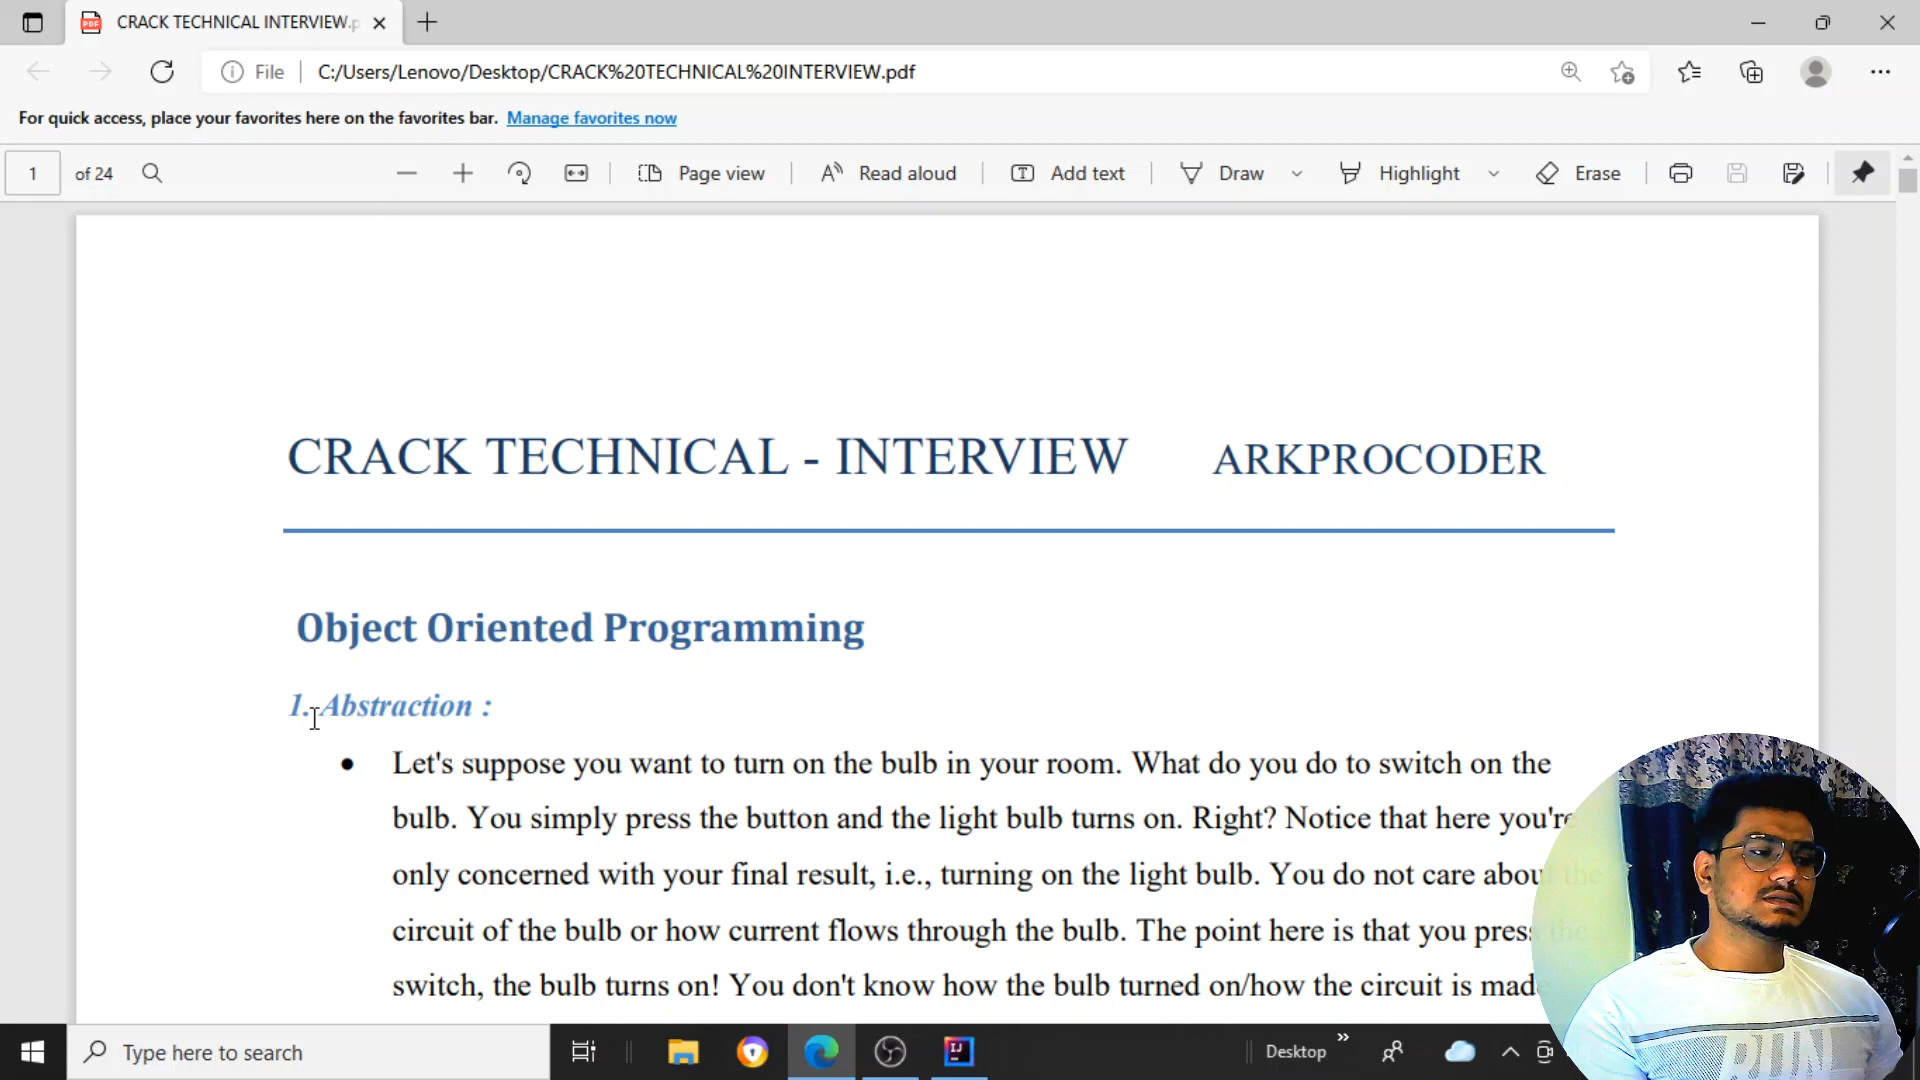 CRACK TECHNICAL INTERVIEW.p
File
C:/Users/Lenovo/Desktop/CRACK%20TECHNICAL%20INTERVIEW.pdf
For quick access, place your favorites here on the favorites bar. Manage favorites now
1 of 24
Page view
Read aloud
Add text
Draw
Highlight
Erase
CRACK TECHNICAL - INTERVIEW ARKPROCODER
Object Oriented Programming
1. Abstraction :
• Let's suppose you want to turn on the bulb in your room. What do you do to switch on the
bulb. You simply press the button and the light bulb turns on. Right? Notice that here you're
only concerned with your final result, i.e., turning on the light bulb. You do not care about the
circuit of the bulb or how current flows through the bulb. The point here is that you press the
switch, the bulb turns on! You don't know how the bulb turned on/how the circuit is made
Type here to search
Desktop
RUN